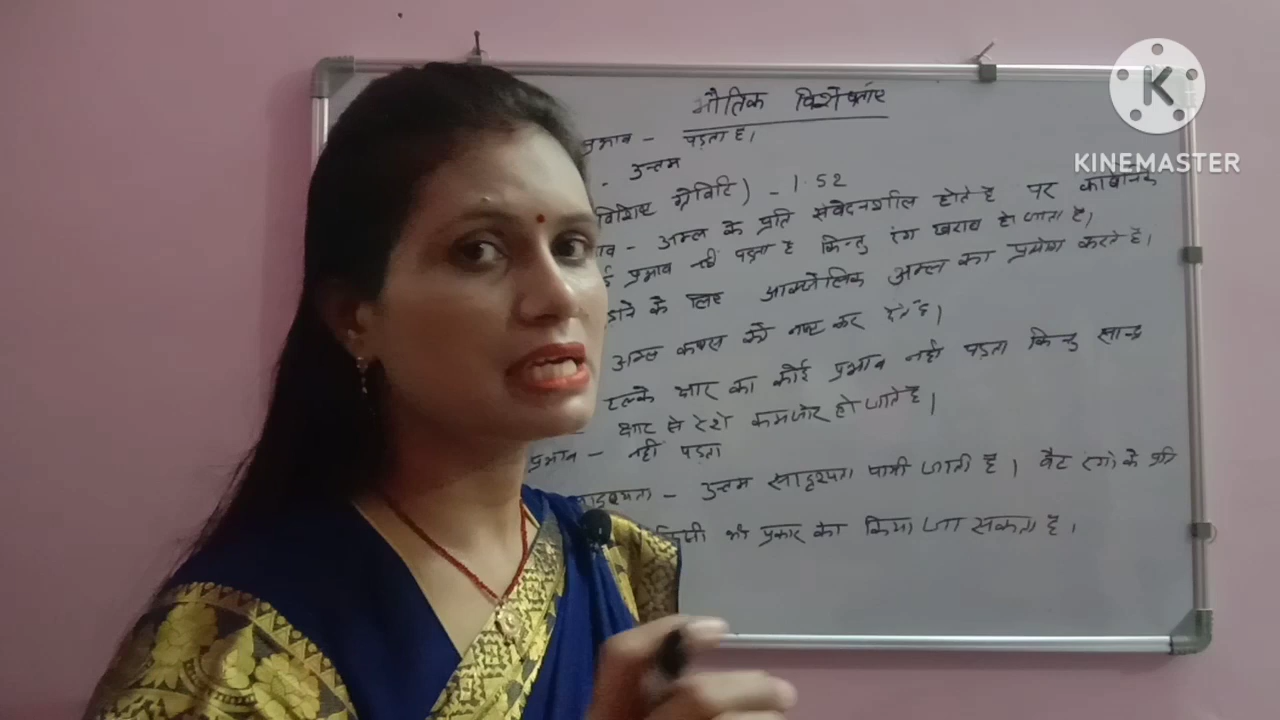 भौतिक विशेषताएं
प्रभाव - पड़ता है।
- उत्तम
विशिष्ट ग्रेविटि) - 1.52
- अम्ल के प्रति संवेदनशील होते है पर कार्बनिक
प्रभाव नहीं पड़ता है किन्तु रंग खराब हो जाता है।
के लिए आक्जेलिक अम्ल का प्रयोग करते है।
अम्ल कपास को नष्ट कर देते है।
हल्के क्षार का कोई प्रभाव नहीं पड़ता किन्तु सान्द्र
क्षार से रेशे कमजोर हो जाते है।
प्रभाव - नहीं पड़ता
- उत्तम सादृश्यता पायी जाती है। वैट रंगो के प्रति
किसी भी प्रकार का किया जा सकता है।
K
KINEMASTER